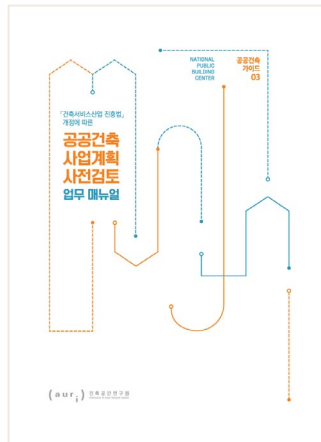 NATIONAL
PUBLIC
BUILDING
CENTER
공공건축
가이드
03
「건축서비스산업 진흥법」
개정에 따른
공공건축
사업계획
사전검토
업무 매뉴얼
(auri)
건축공간연구원